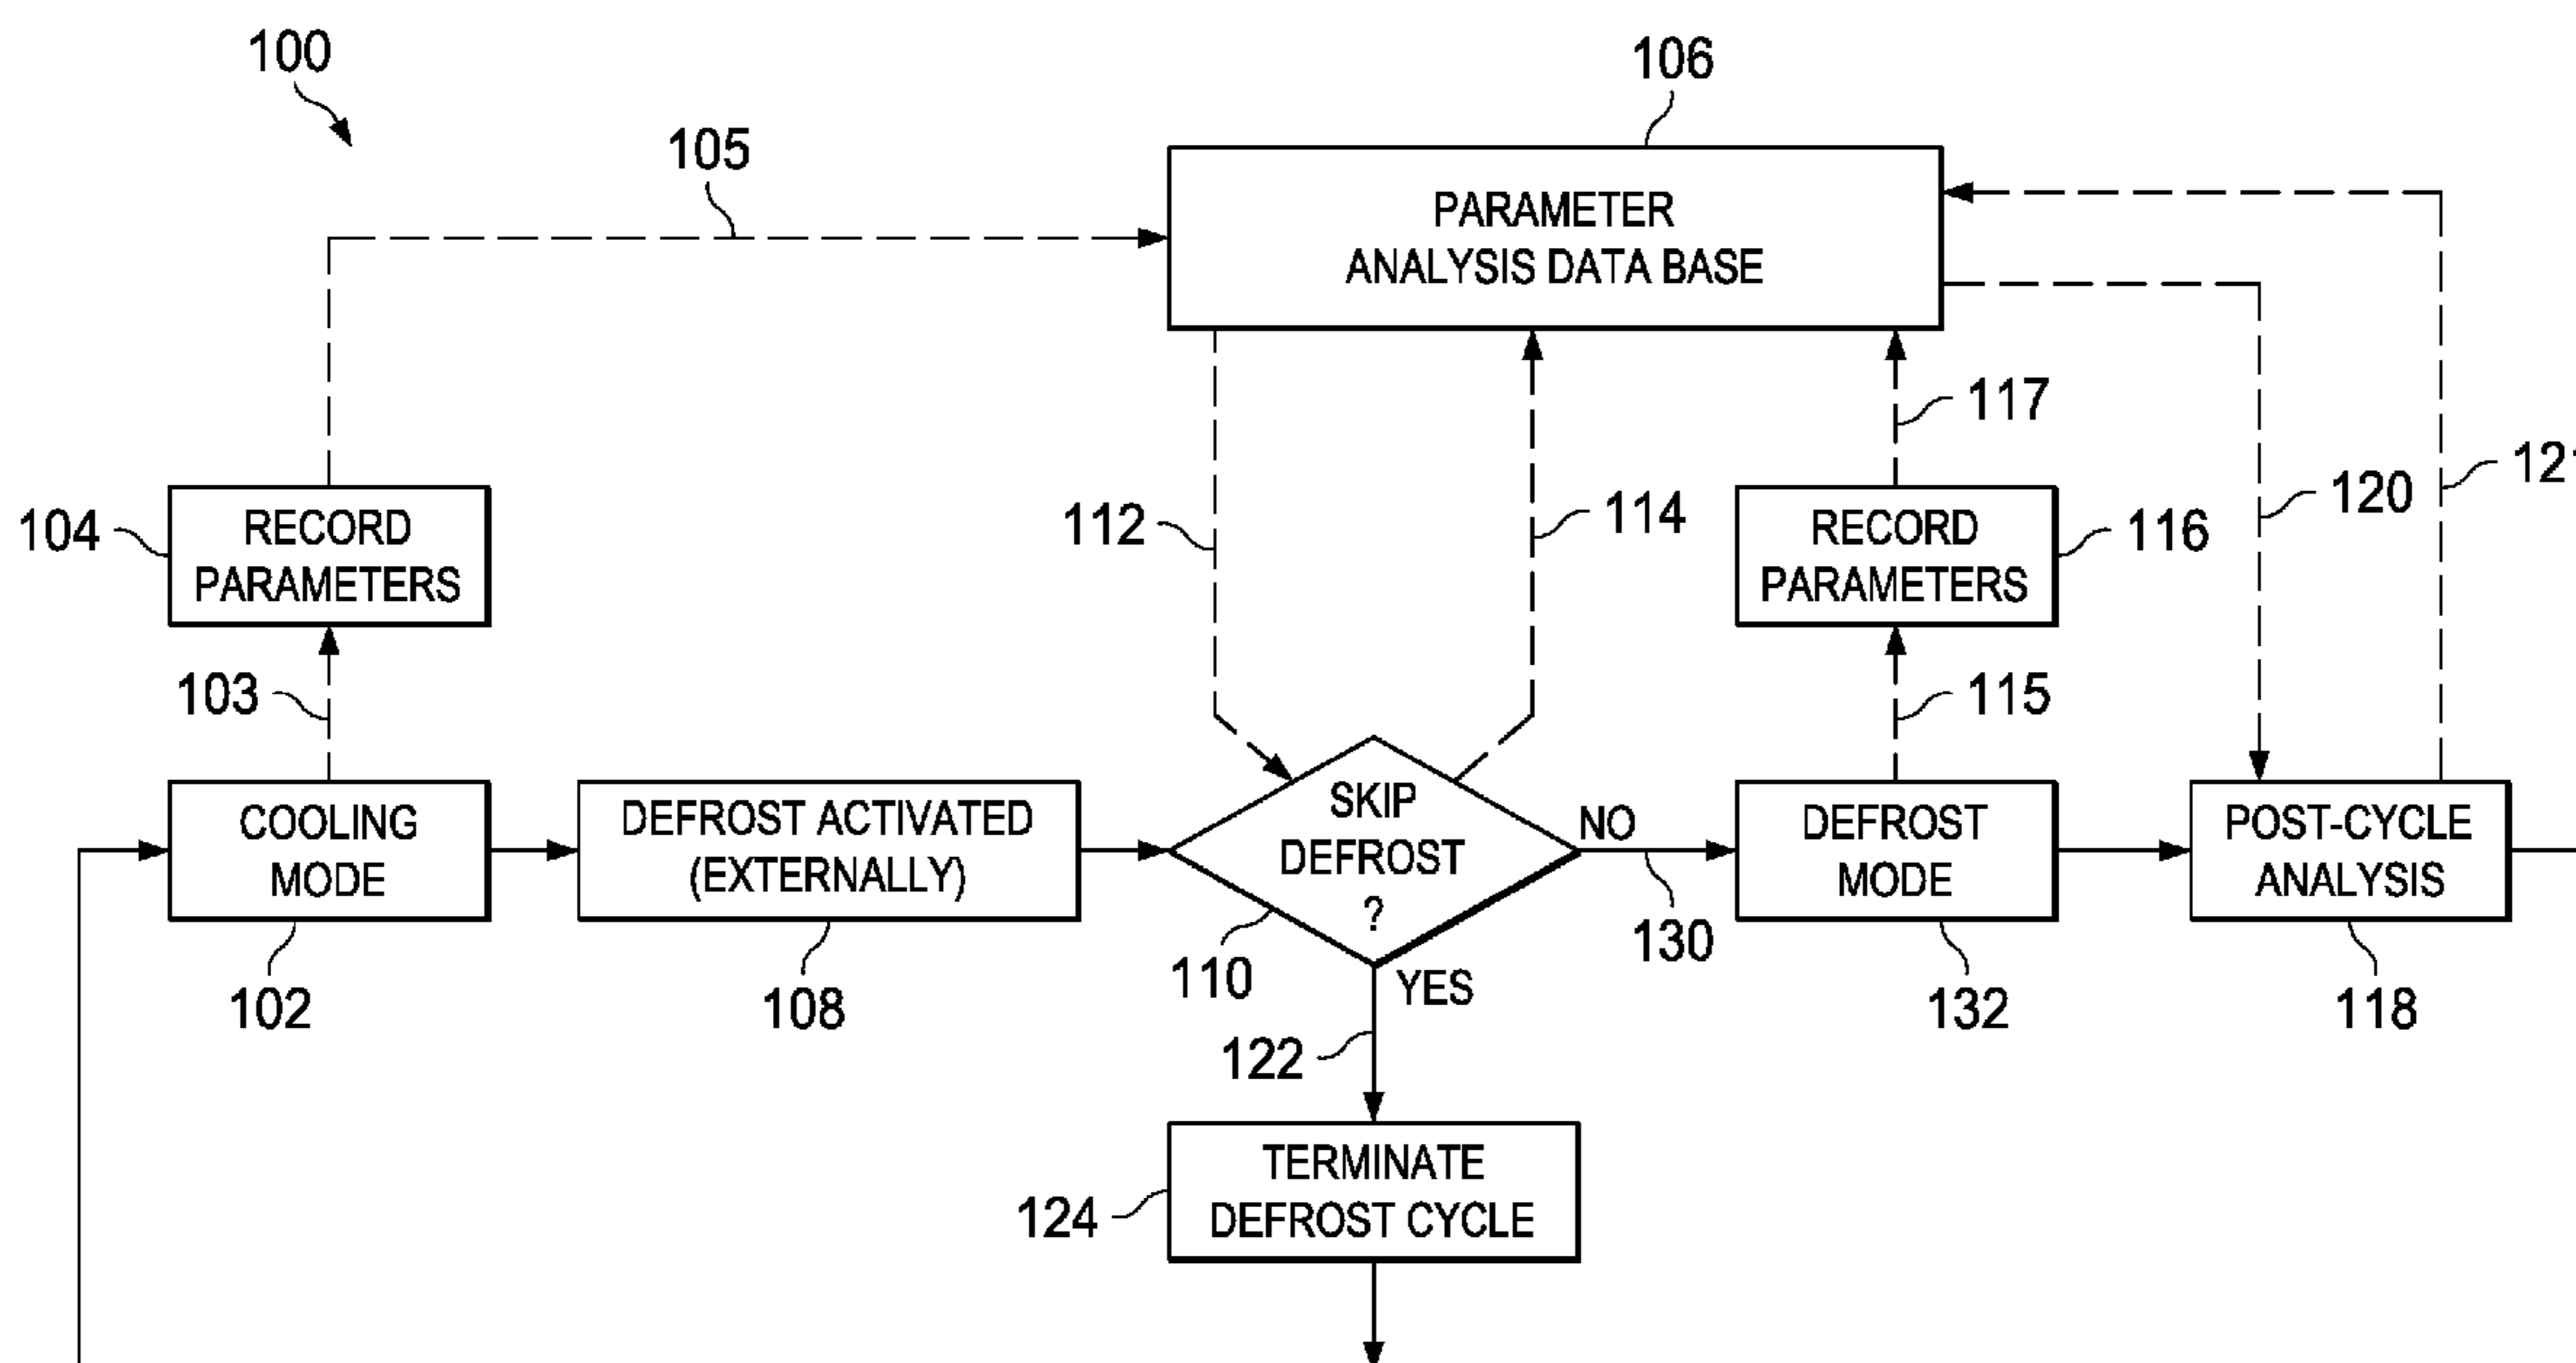 100
106
105
PARAMETER
ANALYSIS DATA BASE
117
112
114
120
104
RECORD
PARAMETERS
RECORD
PARAMETERS
116
103
115
COOLING
MODE
DEFROST ACTIVATED
(EXTERNALLY)
SKIP
DEFROST
?
NO
DEFROST
MODE
POST-CYCLE
ANALYSIS
102
108
110
YES
130
132
118
122
124
TERMINATE
DEFROST CYCLE